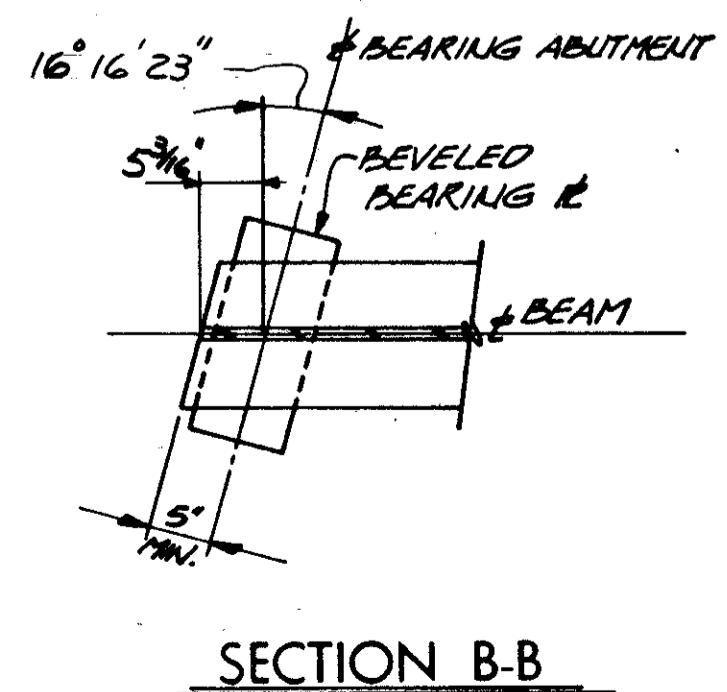 16° 16' 23"
℄ BEARING ABUTMENT
5 3/16"
BEVELED
BEARING ⅊
℄ BEAM
5"
MIN.
SECTION B-B